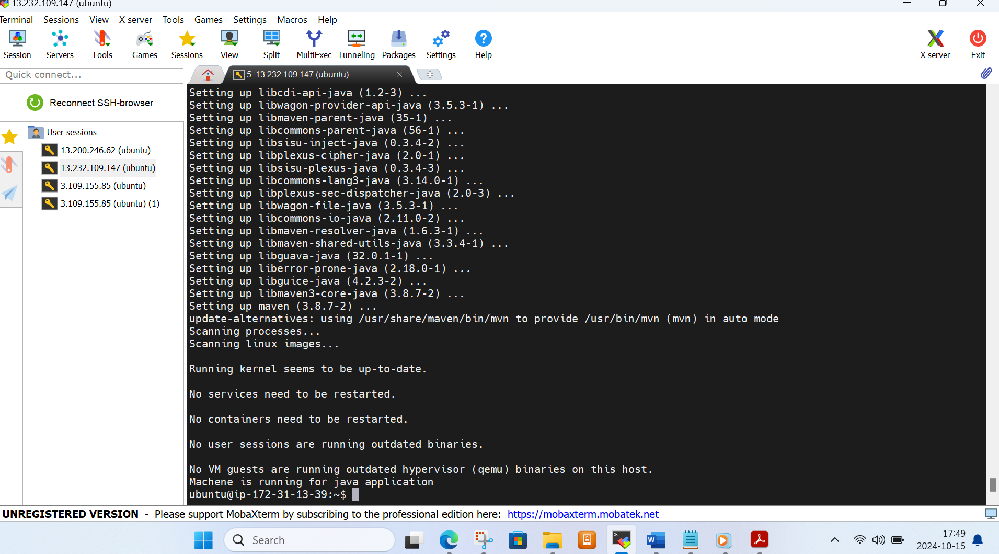 13.232.109.147 (ubuntu)
Terminal Sessions View X server Tools Games Settings Macros Help
Session Servers Tools Games Sessions View Split MultiExec Tunneling Packages Settings Help X server Exit
Quick connect...
5. 13.232.109.147 (ubuntu)
Reconnect SSH-browser
User sessions
13.200.246.62 (ubuntu)
13.232.109.147 (ubuntu)
3.109.155.85 (ubuntu)
3.109.155.85 (ubuntu) (1)
Setting up libcdi-api-java (1.2-3) ...
Setting up libwagon-provider-api-java (3.5.3-1) ...
Setting up libmaven-parent-java (35-1) ...
Setting up libcommons-parent-java (56-1) ...
Setting up libsisu-inject-java (0.3.4-2) ...
Setting up libplexus-cipher-java (2.0-1) ...
Setting up libsisu-plexus-java (0.3.4-3) ...
Setting up libcommons-lang3-java (3.14.0-1) ...
Setting up libplexus-sec-dispatcher-java (2.0-3) ...
Setting up libwagon-file-java (3.5.3-1) ...
Setting up libcommons-io-java (2.11.0-2) ...
Setting up libmaven-resolver-java (1.6.3-1) ...
Setting up libmaven-shared-utils-java (3.3.4-1) ...
Setting up libguava-java (32.0.1-1) ...
Setting up liberror-prone-java (2.18.0-1) ...
Setting up libguice-java (4.2.3-2) ...
Setting up libmaven3-core-java (3.8.7-2) ...
Setting up maven (3.8.7-2) ...
update-alternatives: using /usr/share/maven/bin/mvn to provide /usr/bin/mvn (mvn) in auto mode
Scanning processes...
Scanning linux images...
Running kernel seems to be up-to-date.
No services need to be restarted.
No containers need to be restarted.
No user sessions are running outdated binaries.
No VM guests are running outdated hypervisor (qemu) binaries on this host.
Machene is running for java application
ubuntu@ip-172-31-13-39:~$
UNREGISTERED VERSION - Please support MobaXterm by subscribing to the professional edition here: https://mobaxterm.mobatek.net
Search
17:49
2024-10-15